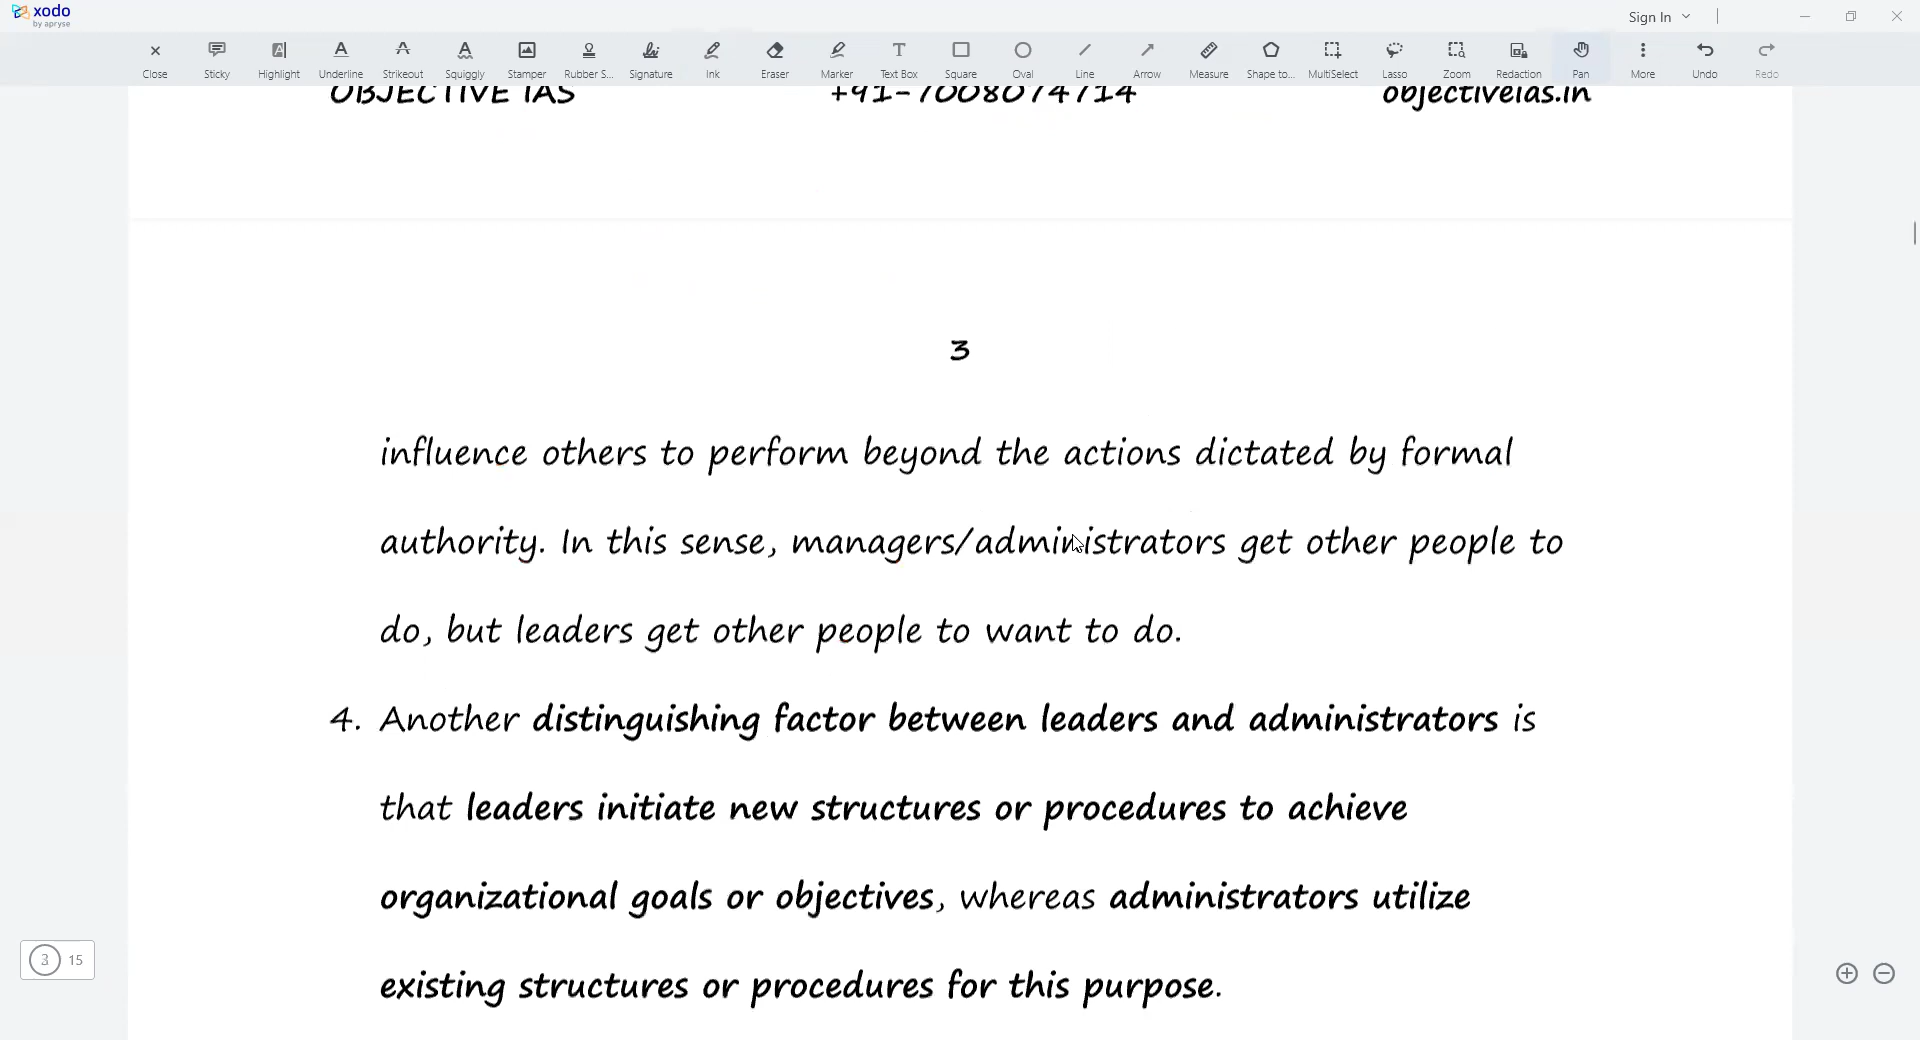 xodo
by apryse
Sign In
Close
Sticky
Highlight
Underline
Strikeout
Squiggly
Stamper
Rubber S...
Signature
Ink
Eraser
Marker
Text Box
Square
Oval
Line
Arrow
Measure
Shape to...
MultiSelect
Lasso
Zoom
Redaction
Pan
More
Undo
Redo
OBJECTIVE IAS +91-7008074714 objectiveias.in
3
influence others to perform beyond the actions dictated by formal
authority. In this sense, managers/administrators get other people to
do, but leaders get other people to want to do.
4. Another distinguishing factor between leaders and administrators is
that leaders initiate new structures or procedures to achieve
organizational goals or objectives, whereas administrators utilize
existing structures or procedures for this purpose.
3 15